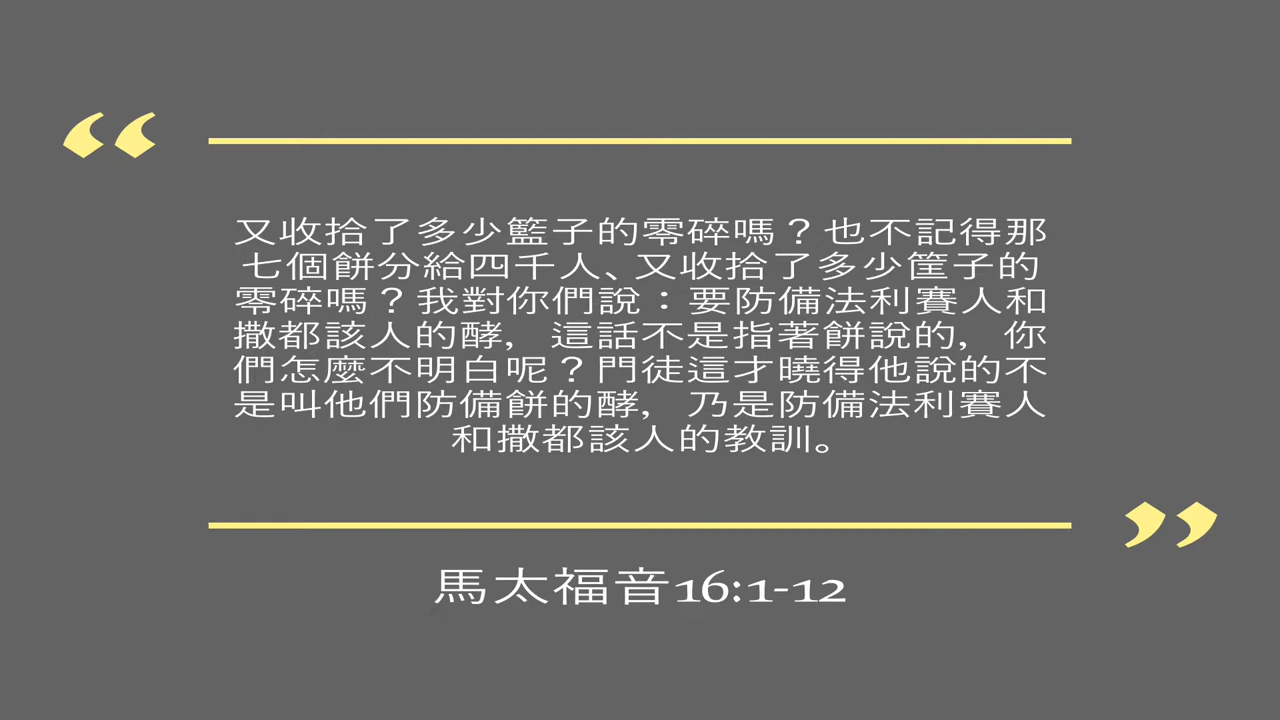 “
又收拾了多少籃子的零碎嗎？也不記得那
七個餅分給四千人、又收拾了多少筐子的
零碎嗎？我對你們說：要防備法利賽人和
撒都該人的酵，這話不是指著餅說的，你
們怎麼不明白呢？門徒這才曉得他說的不
是叫他們防備餅的酵，乃是防備法利賽人
和撒都該人的教訓。
”
馬太福音16:1-12